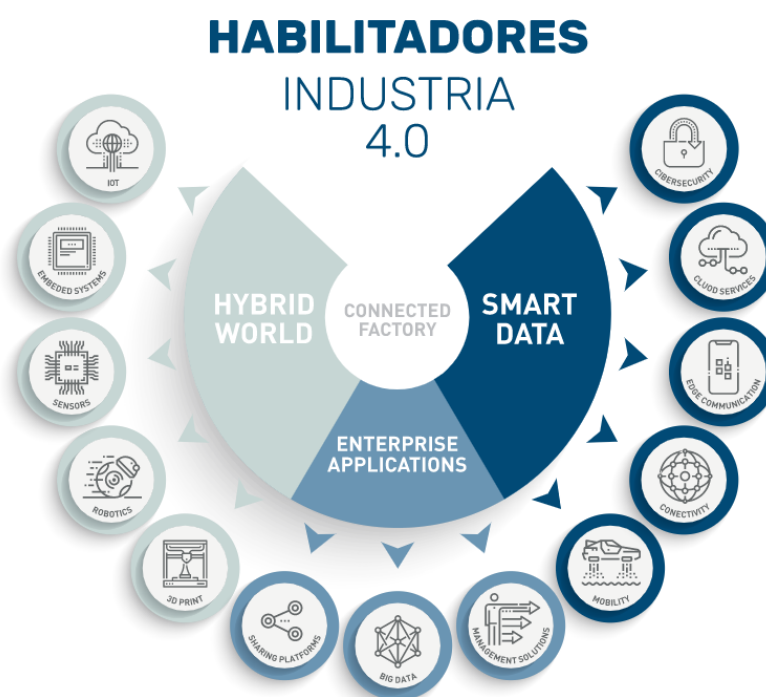 HABILITADORES
INDUSTRIA
4.0
IOT
EMBEDED SYSTEMS
SENSORS
ROBOTICS
3D PRINT
HYBRID
WORLD
CONNECTED
FACTORY
SMART
DATA
ENTERPRISE
APPLICATIONS
SHARING PLATFORMS
BIG DATA
MANAGEMENT SOLUTIONS
CIBERSECURITY
CLUOD SERVICES
EDGE COMMUNICATION
CONECTIVITY
MOBILITY